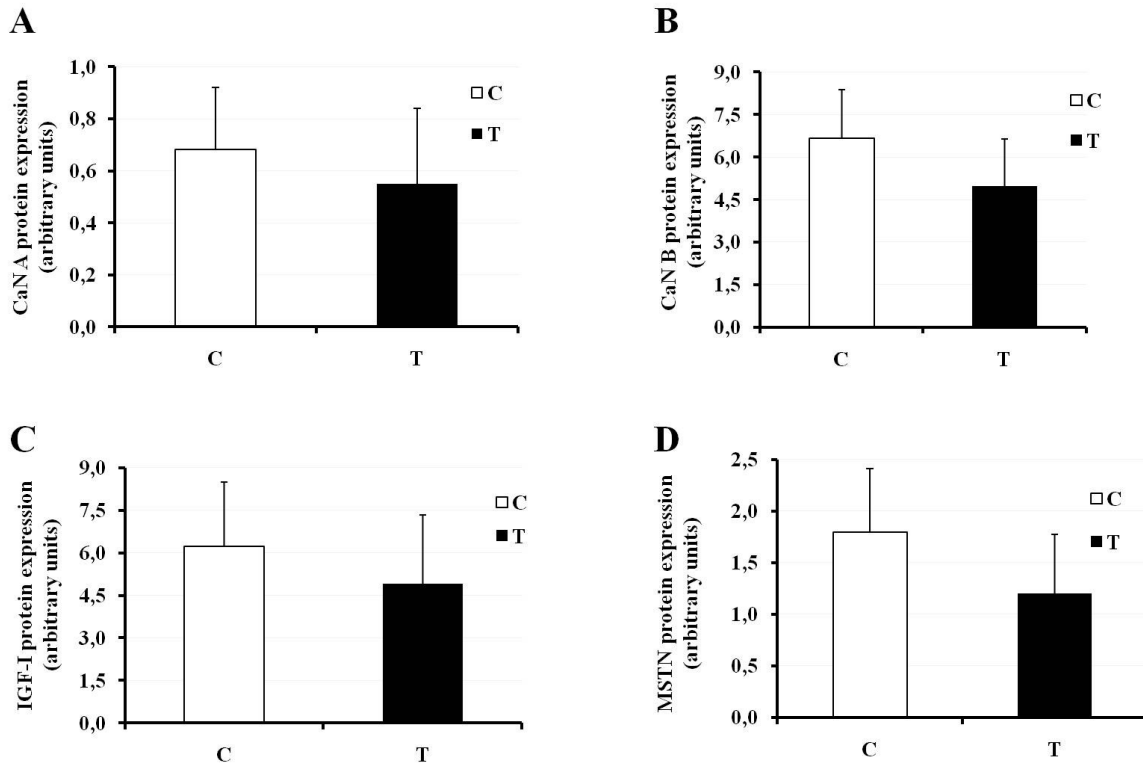 A
CaN A protein expression
(arbitrary units)
1,0
0,8
0,6
0,4
0,2
0,0
C
T
C
T
B
CaN B protein expression
(arbitrary units)
9,0
7,5
6,0
4,5
3,0
1,5
0,0
C
T
C
T
C
IGF-I protein expression
(arbitrary units)
9,0
7,5
6,0
4,5
3,0
1,5
0,0
C
T
C
T
D
MSTN protein expression
(arbitrary units)
2,5
2,0
1,5
1,0
0,5
0,0
C
T
C
T